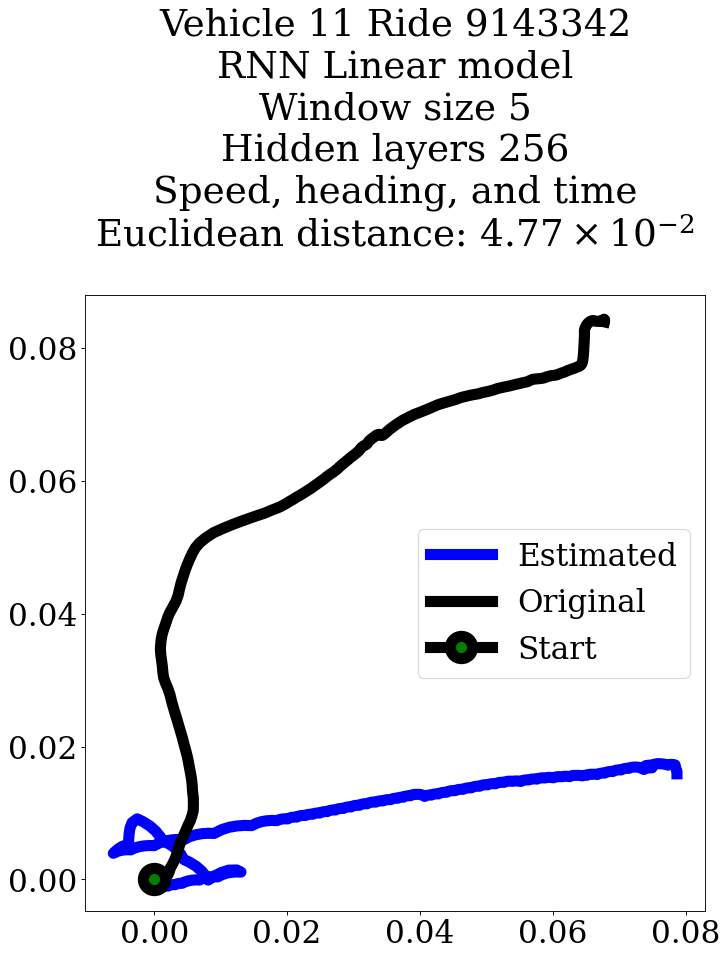 Vehicle 11 Ride 9143342
RNN Linear model
Window size 5
Hidden layers 256
Speed, heading, and time
Euclidean distance: 4.77 × 10⁻²
0.08
0.06
0.04
0.02
0.00
Estimated
Original
Start
0.00 0.02 0.04 0.06 0.08